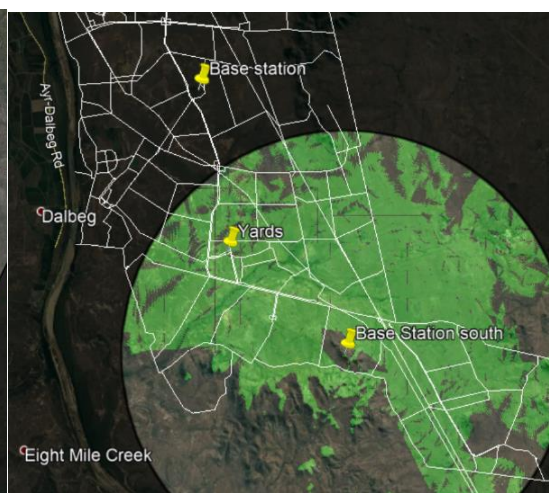 Base station
Ayr-Dalbeg Rd
Dalbeg
Yards
Base Station south
Eight Mile Creek